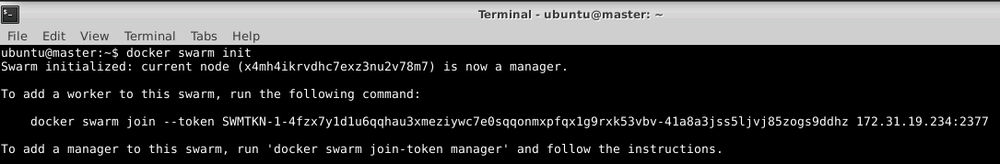 Terminal - ubuntu@master: ~
File Edit View Terminal Tabs Help
ubuntu@master:~$ docker swarm init
Swarm initialized: current node (x4mh4ikrvdhc7exz3nu2v78m7) is now a manager.
To add a worker to this swarm, run the following command:
docker swarm join --token SWMTKN-1-4fzx7y1d1u6qqhau3xmeziywc7e0sqqonmxpfqx1g9rxk53vbv-41a8a3jss5ljvj85zogs9ddhz 172.31.19.234:2377
To add a manager to this swarm, run 'docker swarm join-token manager' and follow the instructions.